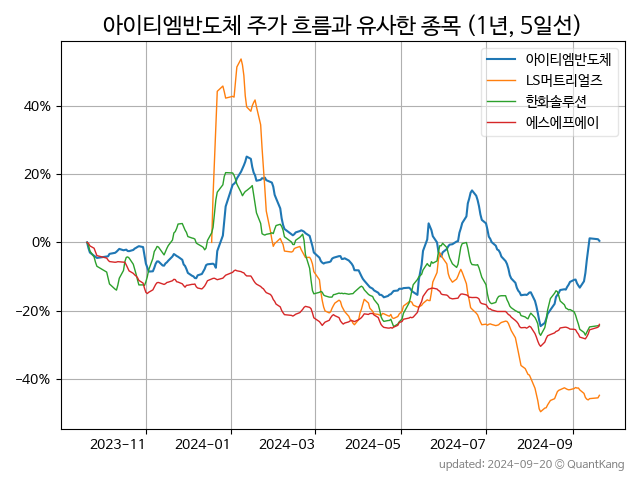 아이티엠반도체 주가 흐름과 유사한 종목 (1년, 5일선)
아이티엠반도체
LS머트리얼즈
한화솔루션
에스에프에이
40%
20%
0%
−20%
−40%
2023-11
2024-01
2024-03
2024-05
2024-07
2024-09
updated: 2024-09-20 © QuantKang